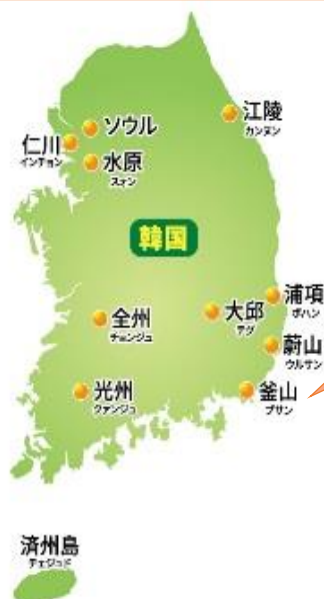 江陵
カンヌン
ソウル
仁川
インチョン
水原
スォン
韓国
浦項
ポハン
大邱
テグ
全州
チョンジュ
蔚山
ウルサン
光州
クァンジュ
釜山
プサン
済州島
チェジュド